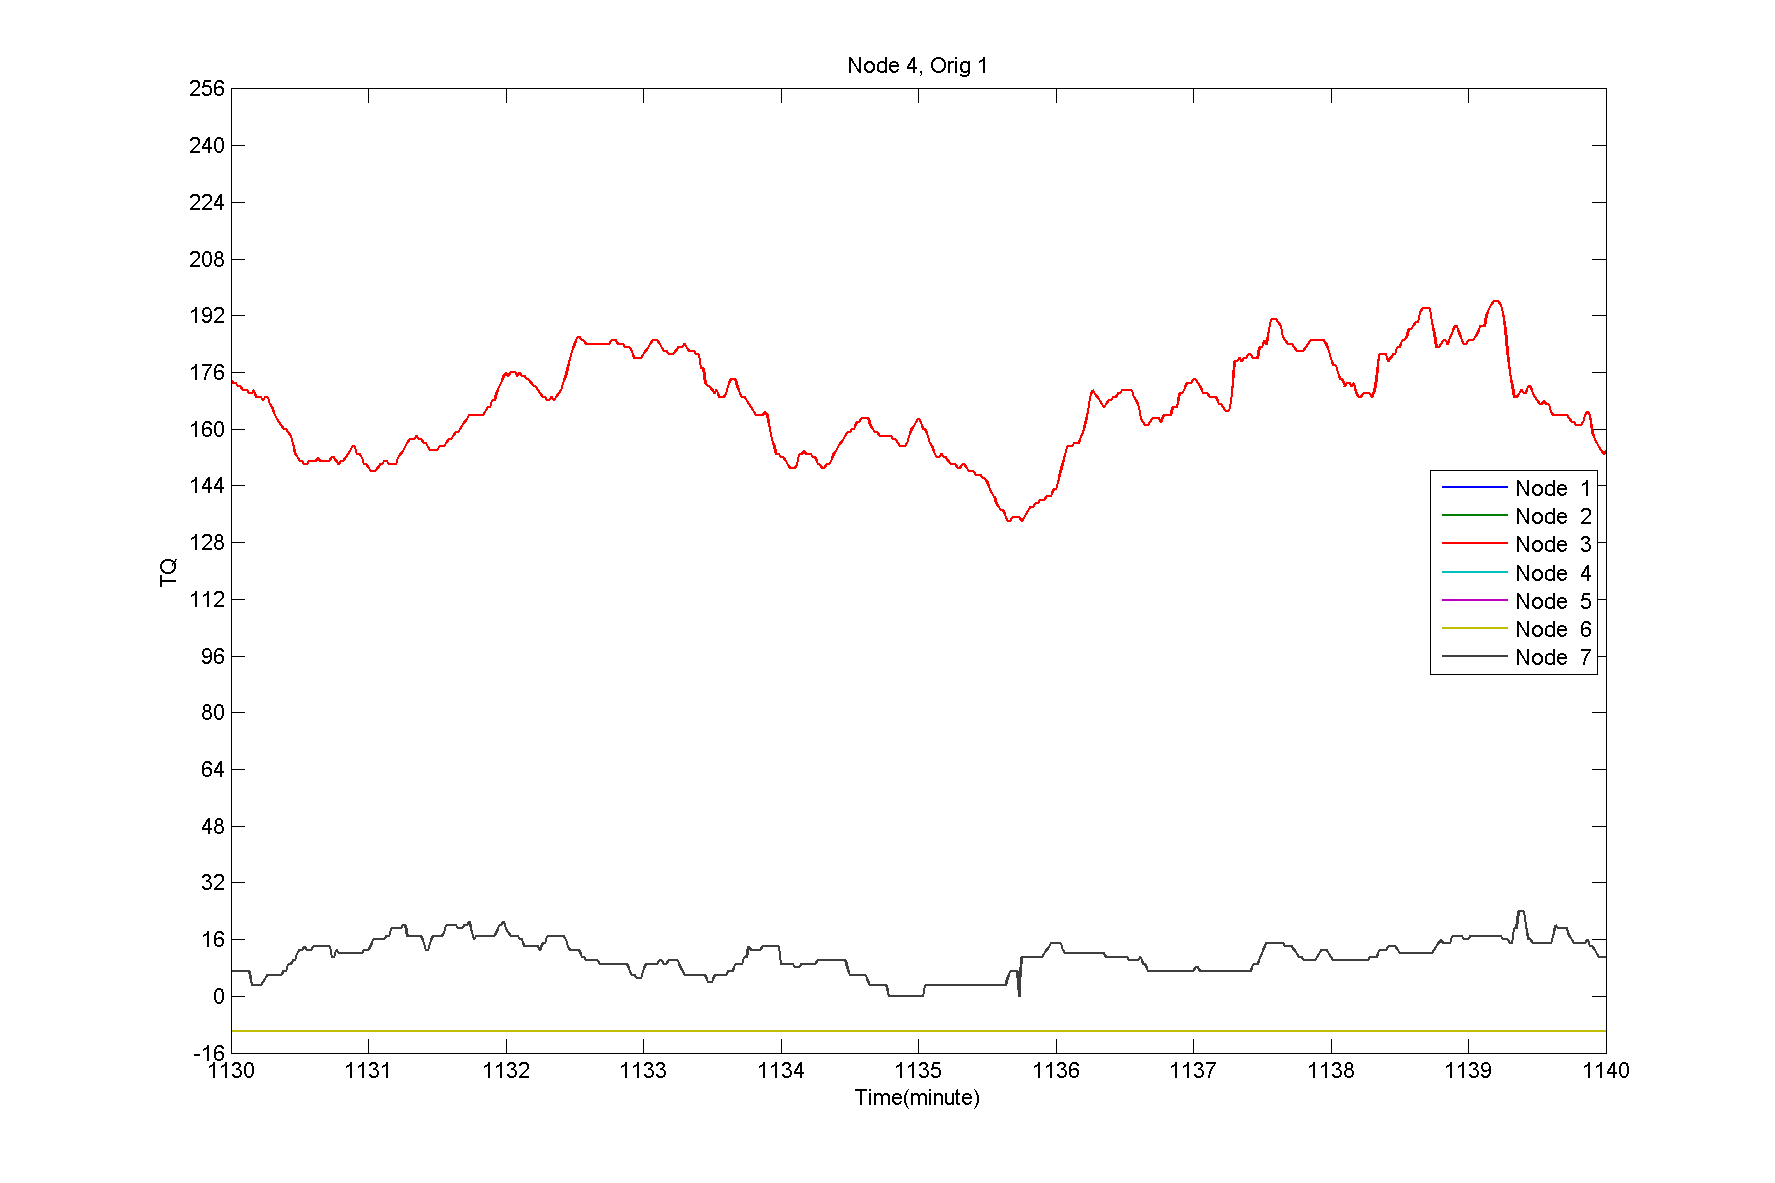 Node 4, Orig 1
256
240
224
208
192
176
160
144
128
112
96
80
64
48
32
16
0
-16
TQ
Node 1
Node 2
Node 3
Node 4
Node 5
Node 6
Node 7
1130 1131 1132 1133 1134 1135 1136 1137 1138 1139 1140
Time(minute)